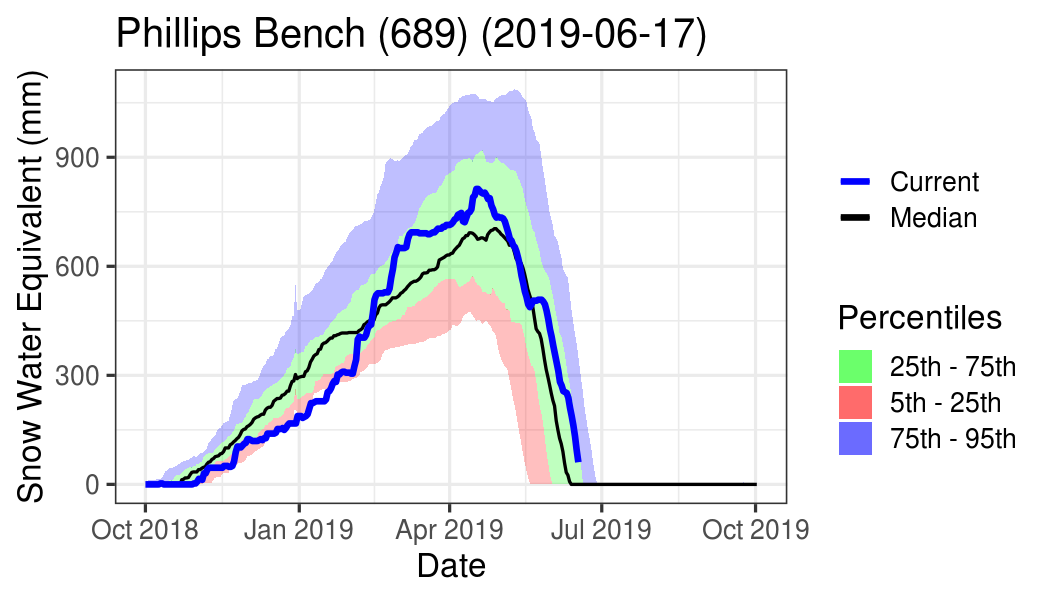 Phillips Bench (689) (2019-06-17)
Snow Water Equivalent (mm)
900
600
300
0
Oct 2018
Jan 2019
Apr 2019
Jul 2019
Oct 2019
Date
Current
Median
Percentiles
25th - 75th
5th - 25th
75th - 95th